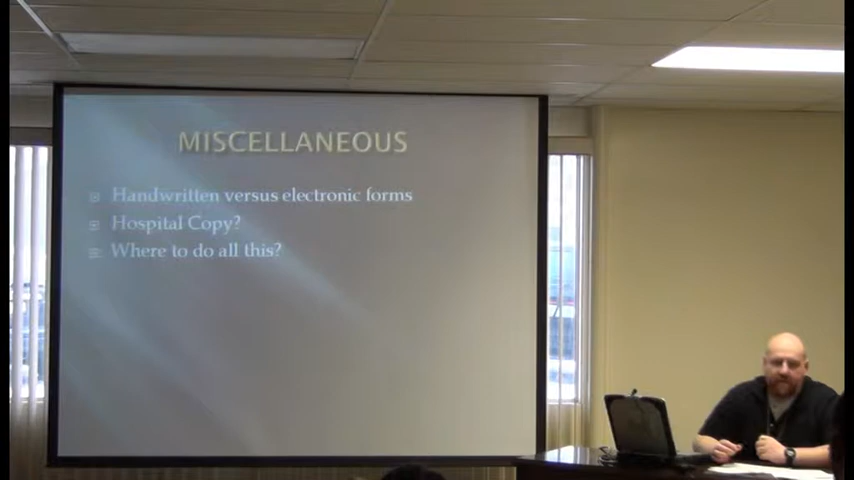 MISCELLANEOUS
Handwritten versus electronic forms
Hospital Copy?
Where to do all this?